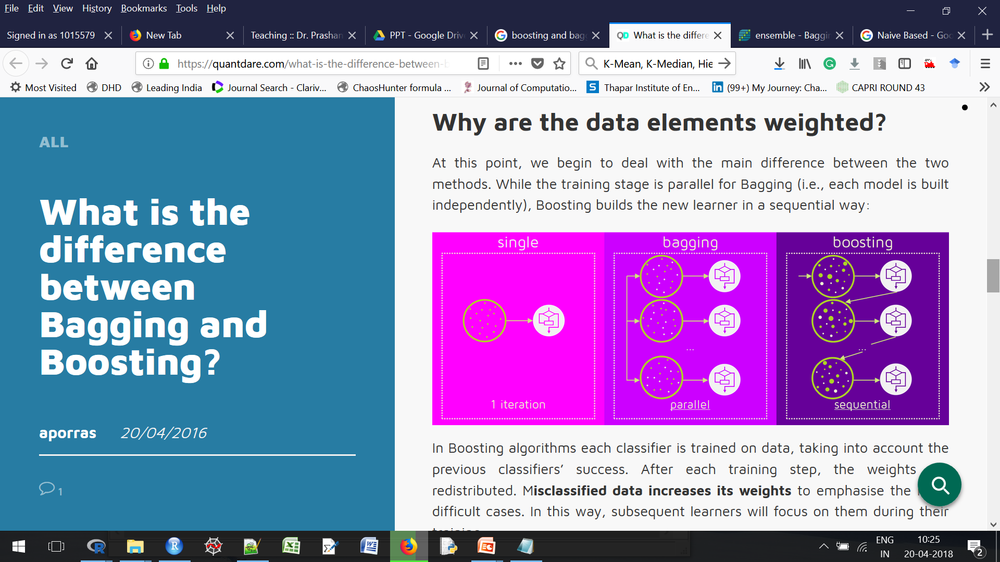 File Edit View History Bookmarks Tools Help
Signed in as 1015579
New Tab
Teaching :: Dr. Prashan
PPT - Google Driv
boosting and bagg
QD What is the differe
ensemble - Baggin
Naive Based - Goo
https://quantdare.com/what-is-the-difference-between-b
K-Mean, K-Median, Hie
Most Visited
DHD
Leading India
Journal Search - Clariv...
ChaosHunter formula ...
Journal of Computatio...
S Thapar Institute of En...
in (99+) My Journey: Cha...
CAPRI ROUND 43
ALL
What is the
difference
between
Bagging and
Boosting?
aporras 20/04/2016
1
Why are the data elements weighted?
At this point, we begin to deal with the main difference between the two
methods. While the training stage is parallel for Bagging (i.e., each model is built
independently), Boosting builds the new learner in a sequential way:
single
bagging
boosting
...
...
1 iteration
parallel
sequential
In Boosting algorithms each classifier is trained on data, taking into account the
previous classifiers' success. After each training step, the weights
redistributed. Misclassified data increases its weights to emphasise the
difficult cases. In this way, subsequent learners will focus on them during their
ENG
IN
10:25
20-04-2018
2